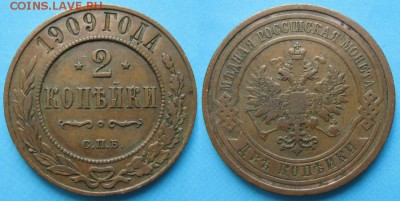 COINS.LAVE.RU
1909 ГОДА
2
КОПѢЙКИ
С.П.Б.
МѢДНАЯ РОССІЙСКАЯ МОНЕТА
ДВѢ КОПѢЙКИ